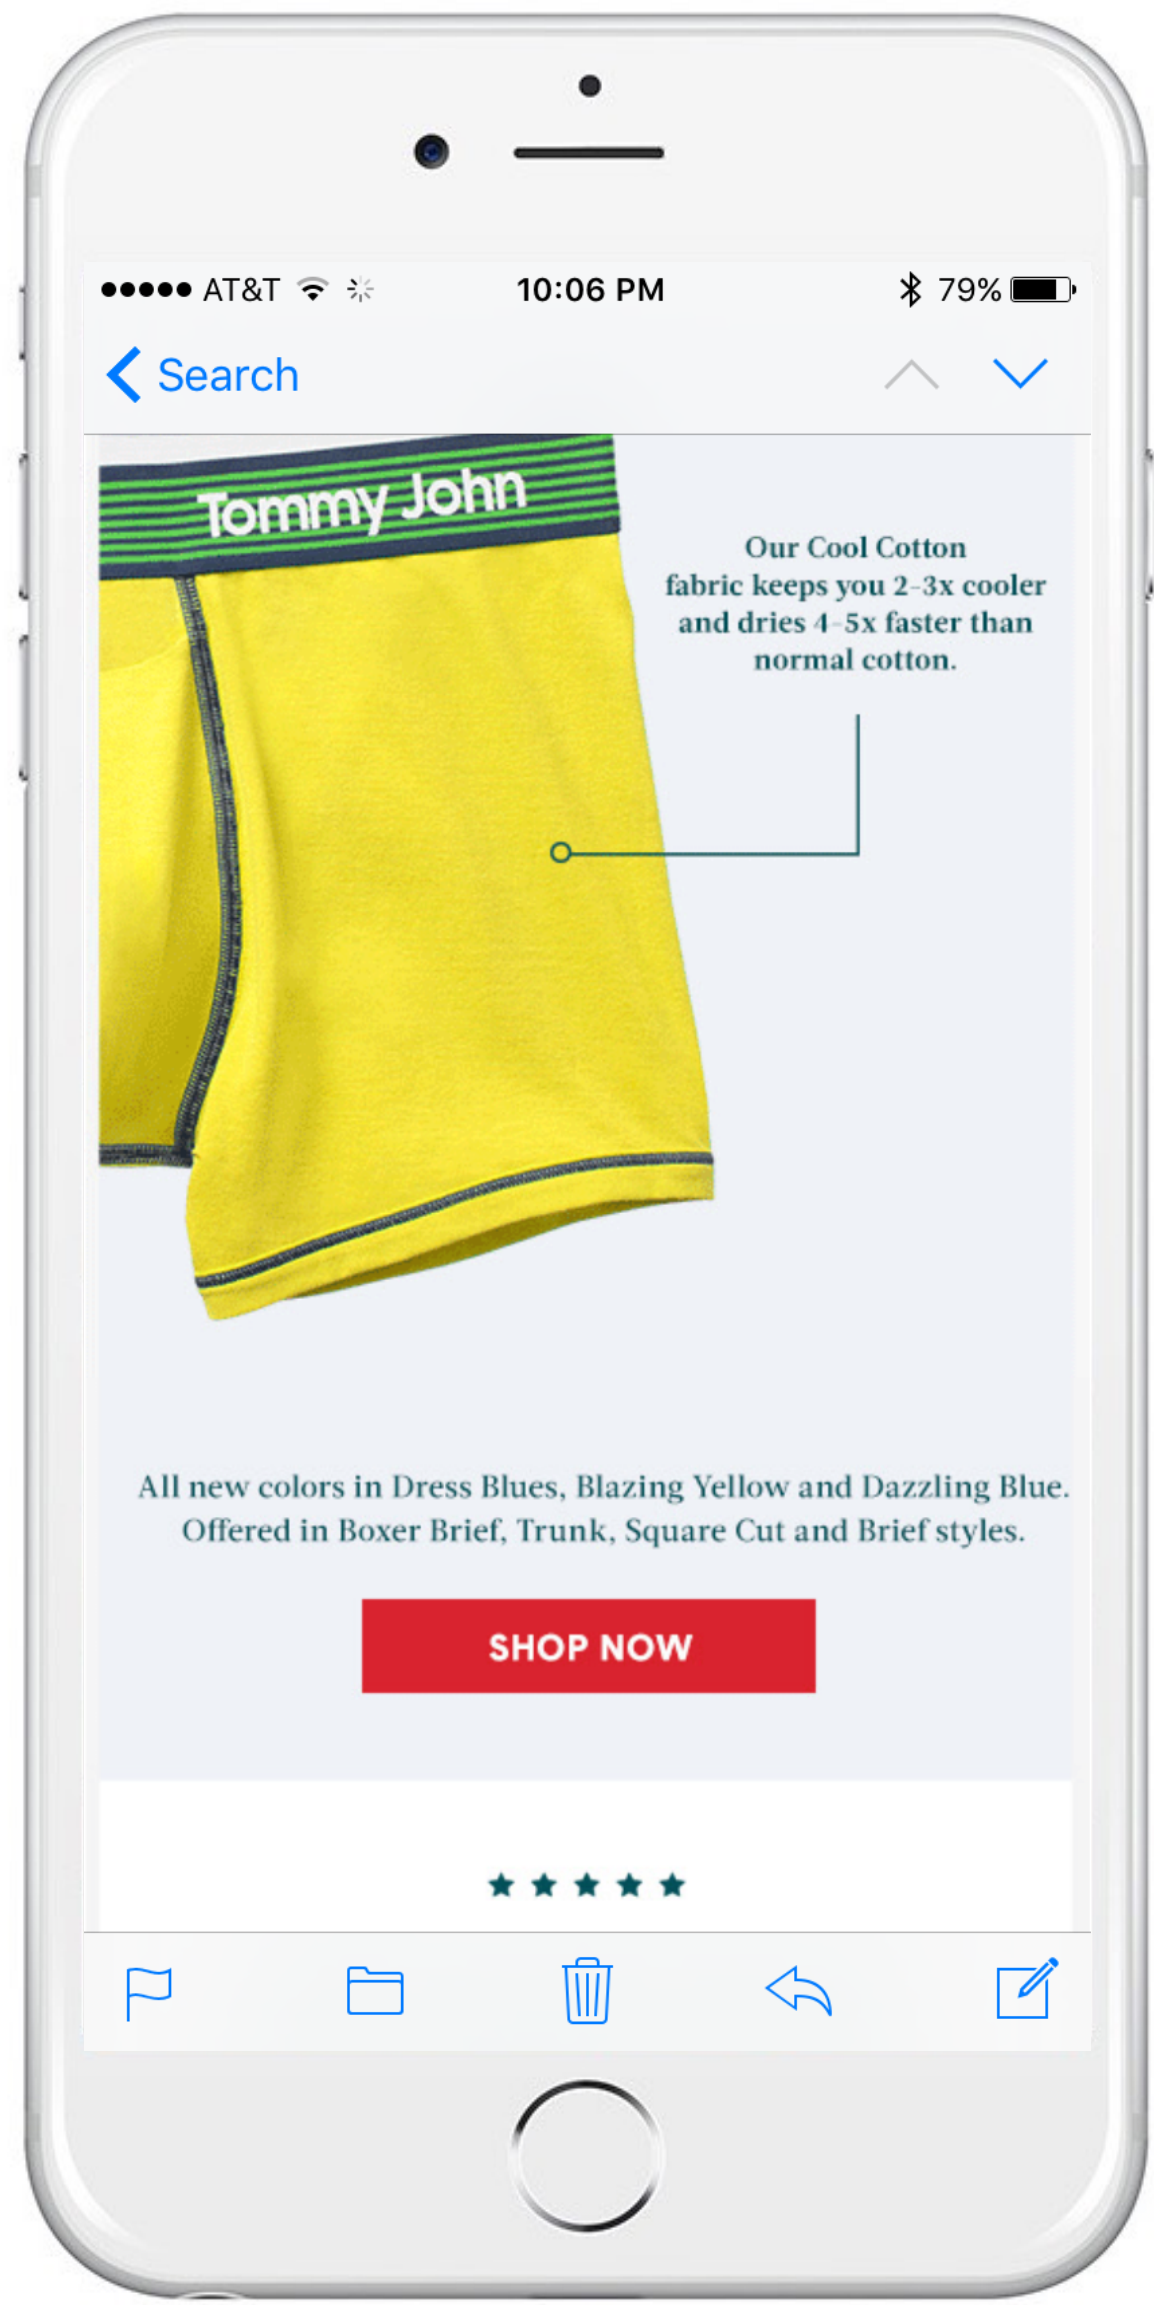 AT&T 10:06 PM 79%
Search
Tommy John
Our Cool Cotton
fabric keeps you 2-3x cooler
and dries 4-5x faster than
normal cotton.
All new colors in Dress Blues, Blazing Yellow and Dazzling Blue.
Offered in Boxer Brief, Trunk, Square Cut and Brief styles.
SHOP NOW